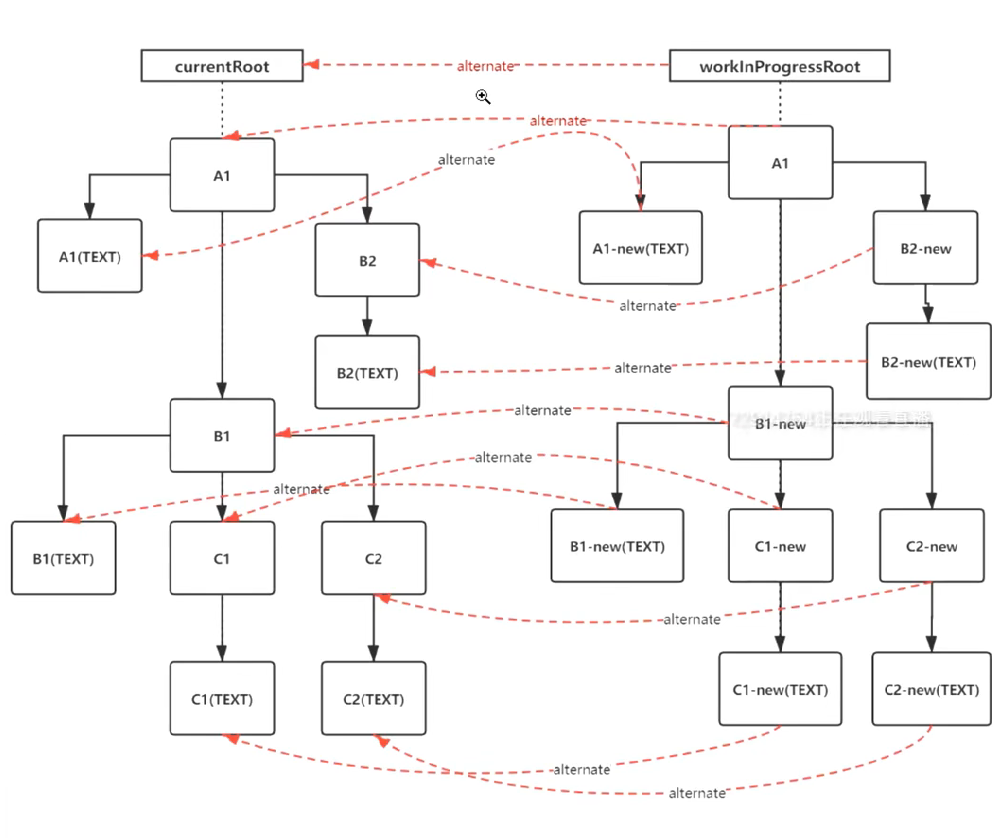 currentRoot
alternate
workInProgressRoot
alternate
A1
alternate
A1
A1(TEXT)
B2
A1-new(TEXT)
B2-new
alternate
B2(TEXT)
alternate
B2-new(TEXT)
alternate
B1
B1-new
alternate
alternate
B1(TEXT)
C1
C2
B1-new(TEXT)
C1-new
C2-new
alternate
C1(TEXT)
C2(TEXT)
C1-new(TEXT)
C2-new(TEXT)
alternate
alternate